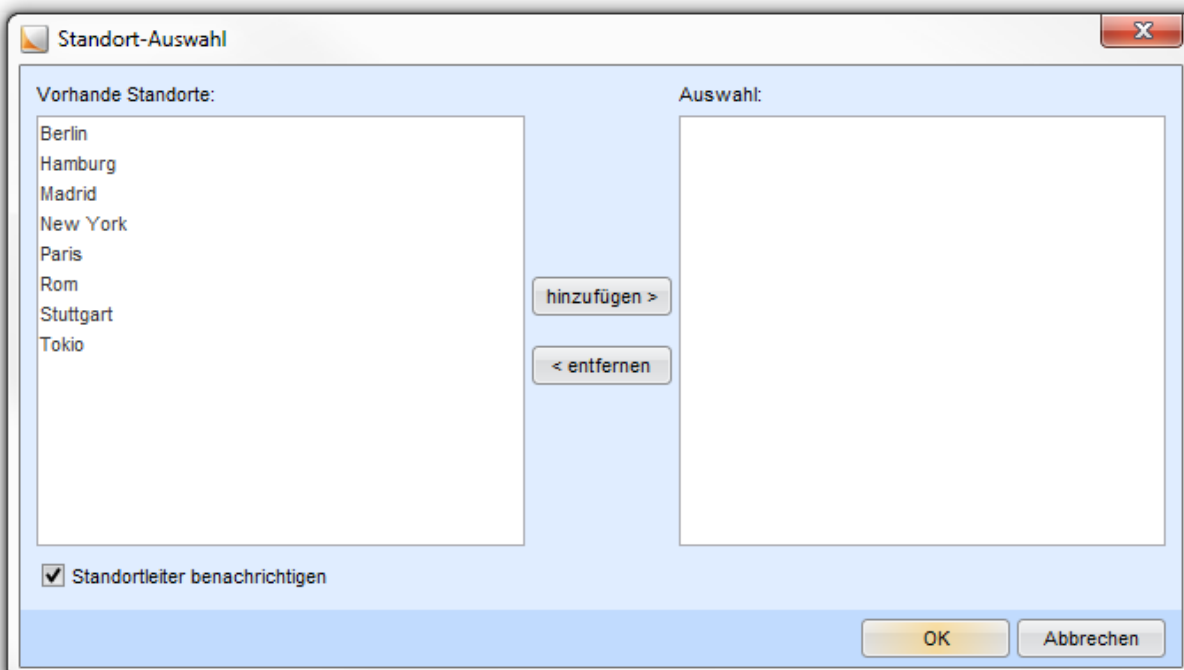 Standort-Auswahl
Vorhande Standorte:
Auswahl:
Berlin
Hamburg
Madrid
New York
Paris
Rom
Stuttgart
Tokio
hinzufügen >
< entfernen
Standortleiter benachrichtigen
OK
Abbrechen